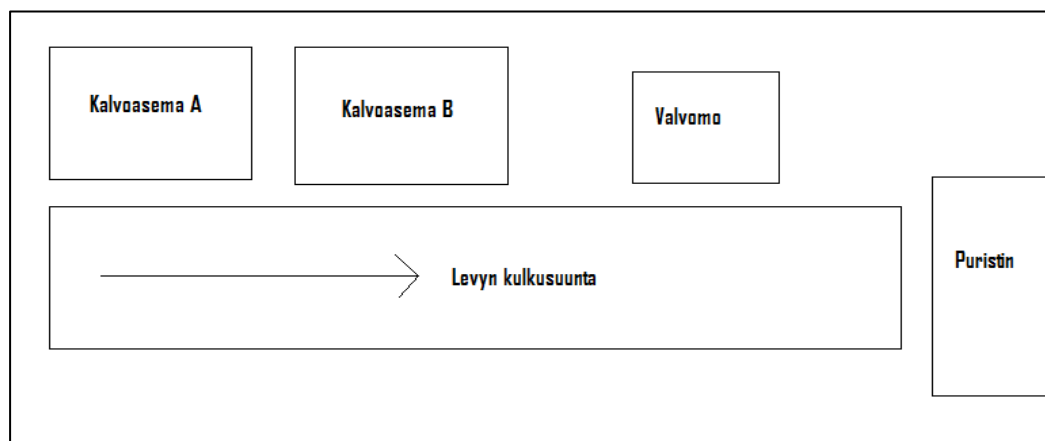 Kalvoasema A
Kalvoasema B
Valvomo
Levyn kulkusuunta
Puristin